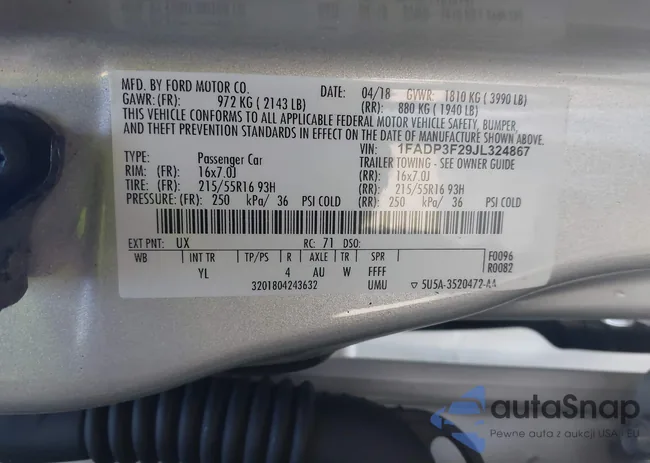 MFD. BY FORD MOTOR CO. DATE: 04/18 GVWR: 1810 KG ( 3990 LB)
GAWR: (FR): 972 KG ( 2143 LB) (RR): 880 KG ( 1940 LB)
THIS VEHICLE CONFORMS TO ALL APPLICABLE FEDERAL MOTOR VEHICLE SAFETY, BUMPER,
AND THEFT PREVENTION STANDARDS IN EFFECT ON THE DATE OF MANUFACTURE SHOWN ABOVE.
VIN: 1FADP3F29JL324867
TYPE: Passenger Car TRAILER TOWING - SEE OWNER GUIDE
RIM: (FR): 16x7.0J (RR): 16x7.0J
TIRE: (FR): 215/55R16 93H (RR): 215/55R16 93H
PRESSURE: (FR): 250 kPa/ 36 PSI COLD (RR): 250 kPa/ 36 PSI COLD
EXT PNT: UX RC: 71 DSO: F0096
WB INT TR TP/PS R AXLE TR SPR R0082
YL 4 AU W FFFF
3201804243632 UMU ▽ 5U5A-3520472-AA
autaSnap
Pewne auta z aukcji USA - EU